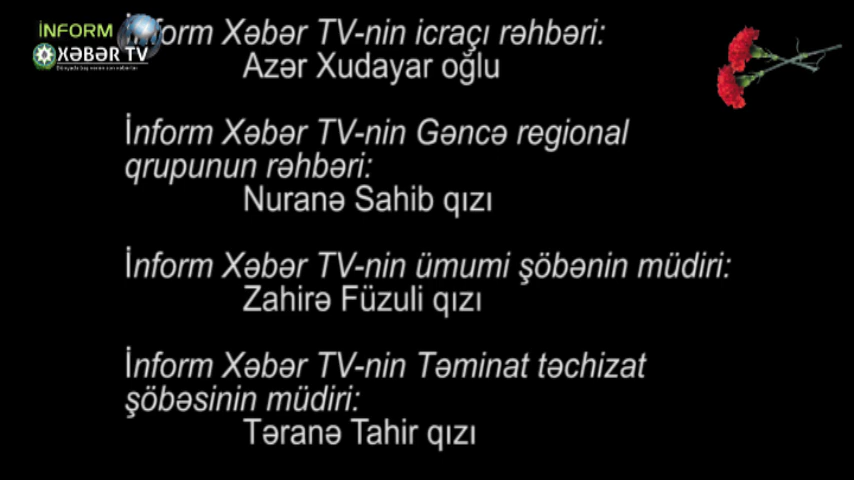 İNFORM
XƏBƏR TV
İnform Xəbər TV-nin icraçı rəhbəri:
Azər Xudayar oğlu
İnform Xəbər TV-nin Gəncə regional
qrupunun rəhbəri:
Nuranə Sahib qızı
İnform Xəbər TV-nin ümumi şöbənin müdiri:
Zahirə Füzuli qızı
İnform Xəbər TV-nin Təminat təchizat
şöbəsinin müdiri:
Təranə Tahir qızı